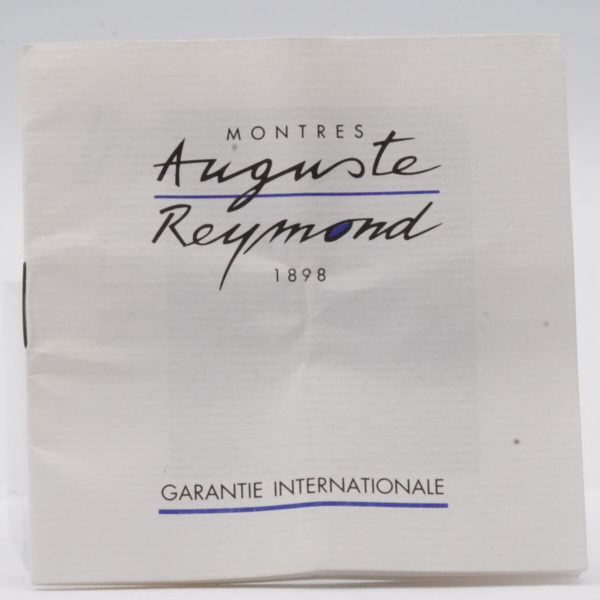 MONTRES
Auguste
Reymond
1898
GARANTIE INTERNATIONALE